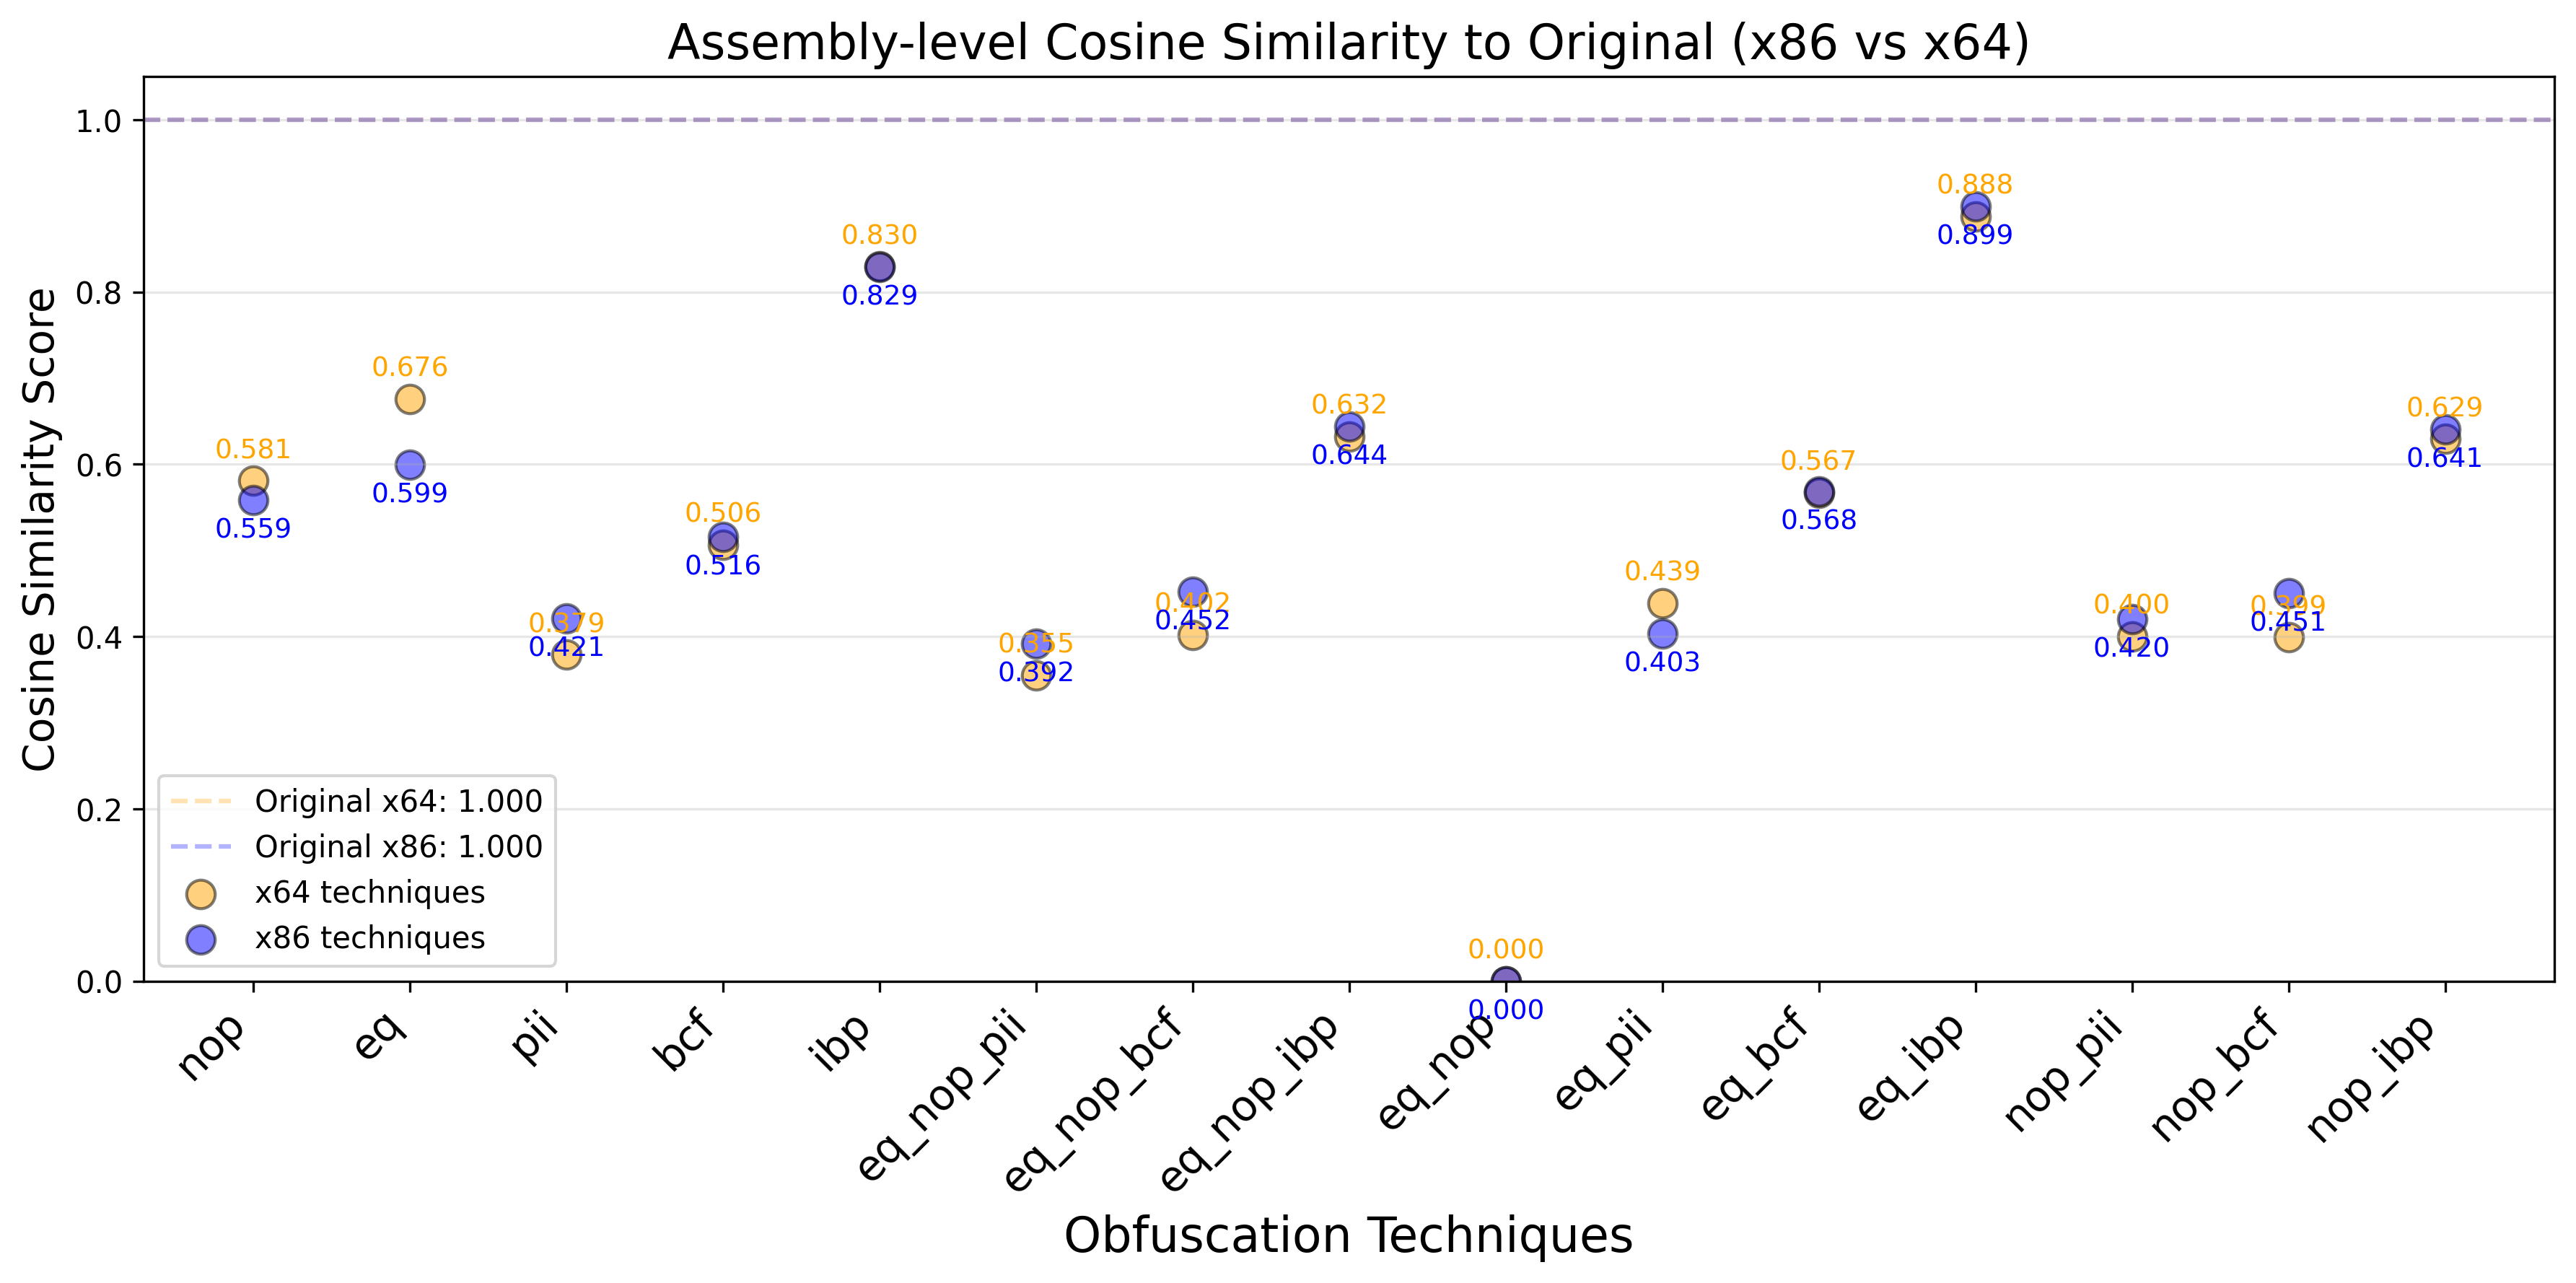 Assembly-level Cosine Similarity to Original (x86 vs x64)
Cosine Similarity Score
1.0
0.8
0.6
0.4
0.2
0.0
0.581
0.559
0.676
0.599
0.379
0.421
0.506
0.516
0.830
0.829
0.355
0.392
0.402
0.452
0.632
0.644
0.000
0.000
0.439
0.403
0.567
0.568
0.888
0.899
0.400
0.420
0.399
0.451
0.629
0.641
Original x64: 1.000
Original x86: 1.000
x64 techniques
x86 techniques
nop
eq
pii
bcf
ibp
eq_nop_pii
eq_nop_bcf
eq_nop_ibp
eq_nop
eq_pii
eq_bcf
eq_ibp
nop_pii
nop_bcf
nop_ibp
Obfuscation Techniques